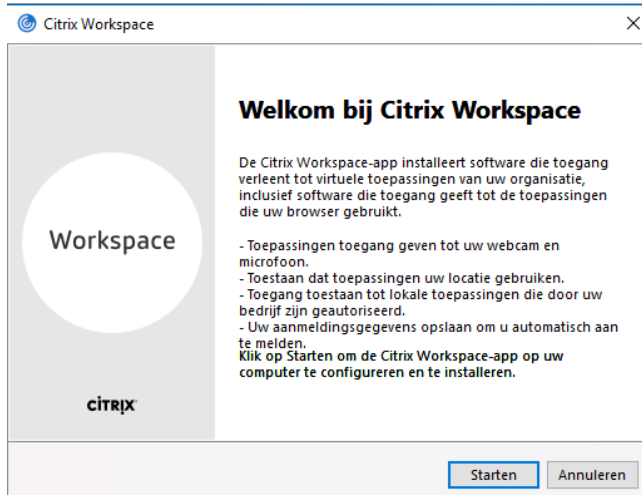 Citrix Workspace
Welkom bij Citrix Workspace
De Citrix Workspace-app installeert software die toegang
verleent tot virtuele toepassingen van uw organisatie,
inclusief software die toegang geeft tot de toepassingen
die uw browser gebruikt.
- Toepassingen toegang geven tot uw webcam en
microfoon.
- Toestaan dat toepassingen uw locatie gebruiken.
- Toegang toestaan tot lokale toepassingen die door uw
bedrijf zijn geautoriseerd.
- Uw aanmeldingsgegevens opslaan om u automatisch aan
te melden.
Klik op Starten om de Citrix Workspace-app op uw
computer te configureren en te installeren.
Workspace
CİTRIX
Starten
Annuleren